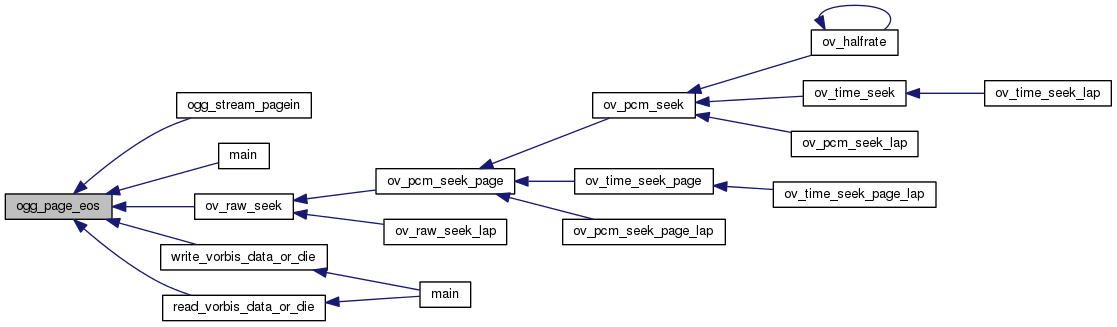 ov_halfrate
ogg_stream_pagein
ov_pcm_seek
ov_time_seek
ov_time_seek_lap
main
ov_pcm_seek_lap
ogg_page_eos
ov_raw_seek
ov_pcm_seek_page
ov_time_seek_page
ov_time_seek_page_lap
ov_raw_seek_lap
ov_pcm_seek_page_lap
write_vorbis_data_or_die
read_vorbis_data_or_die
main